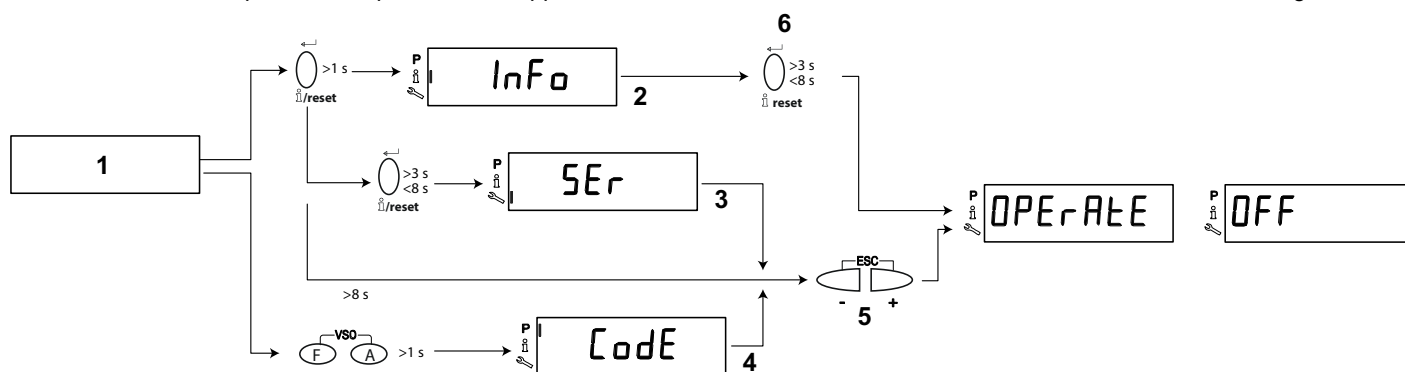 6
>1 s
i/reset
P
i
InFo
2
>3 s
<8 s
i reset
1
>3 s
<8 s
i/reset
P
i
SEr
3
P
i
OPErAtE
P
i
OFF
>8 s
ESC
- +
5
VSO
F A
>1 s
P
i
CodE
4